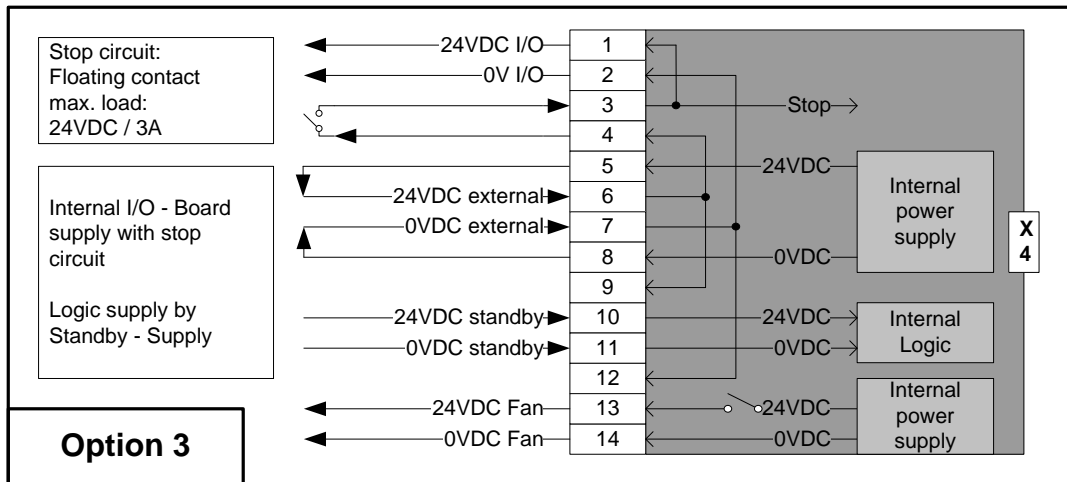 Stop circuit:
Floating contact
max. load:
24VDC / 3A
Internal I/O - Board
supply with stop
circuit
Logic supply by
Standby - Supply
Option 3
24VDC I/O
0V I/O
24VDC external
0VDC external
24VDC standby
0VDC standby
24VDC Fan
0VDC Fan
1
2
3
4
5
6
7
8
9
10
11
12
13
14
Stop
24VDC
0VDC
24VDC
0VDC
24VDC
0VDC
Internal
power
supply
Internal
Logic
Internal
power
supply
X
4